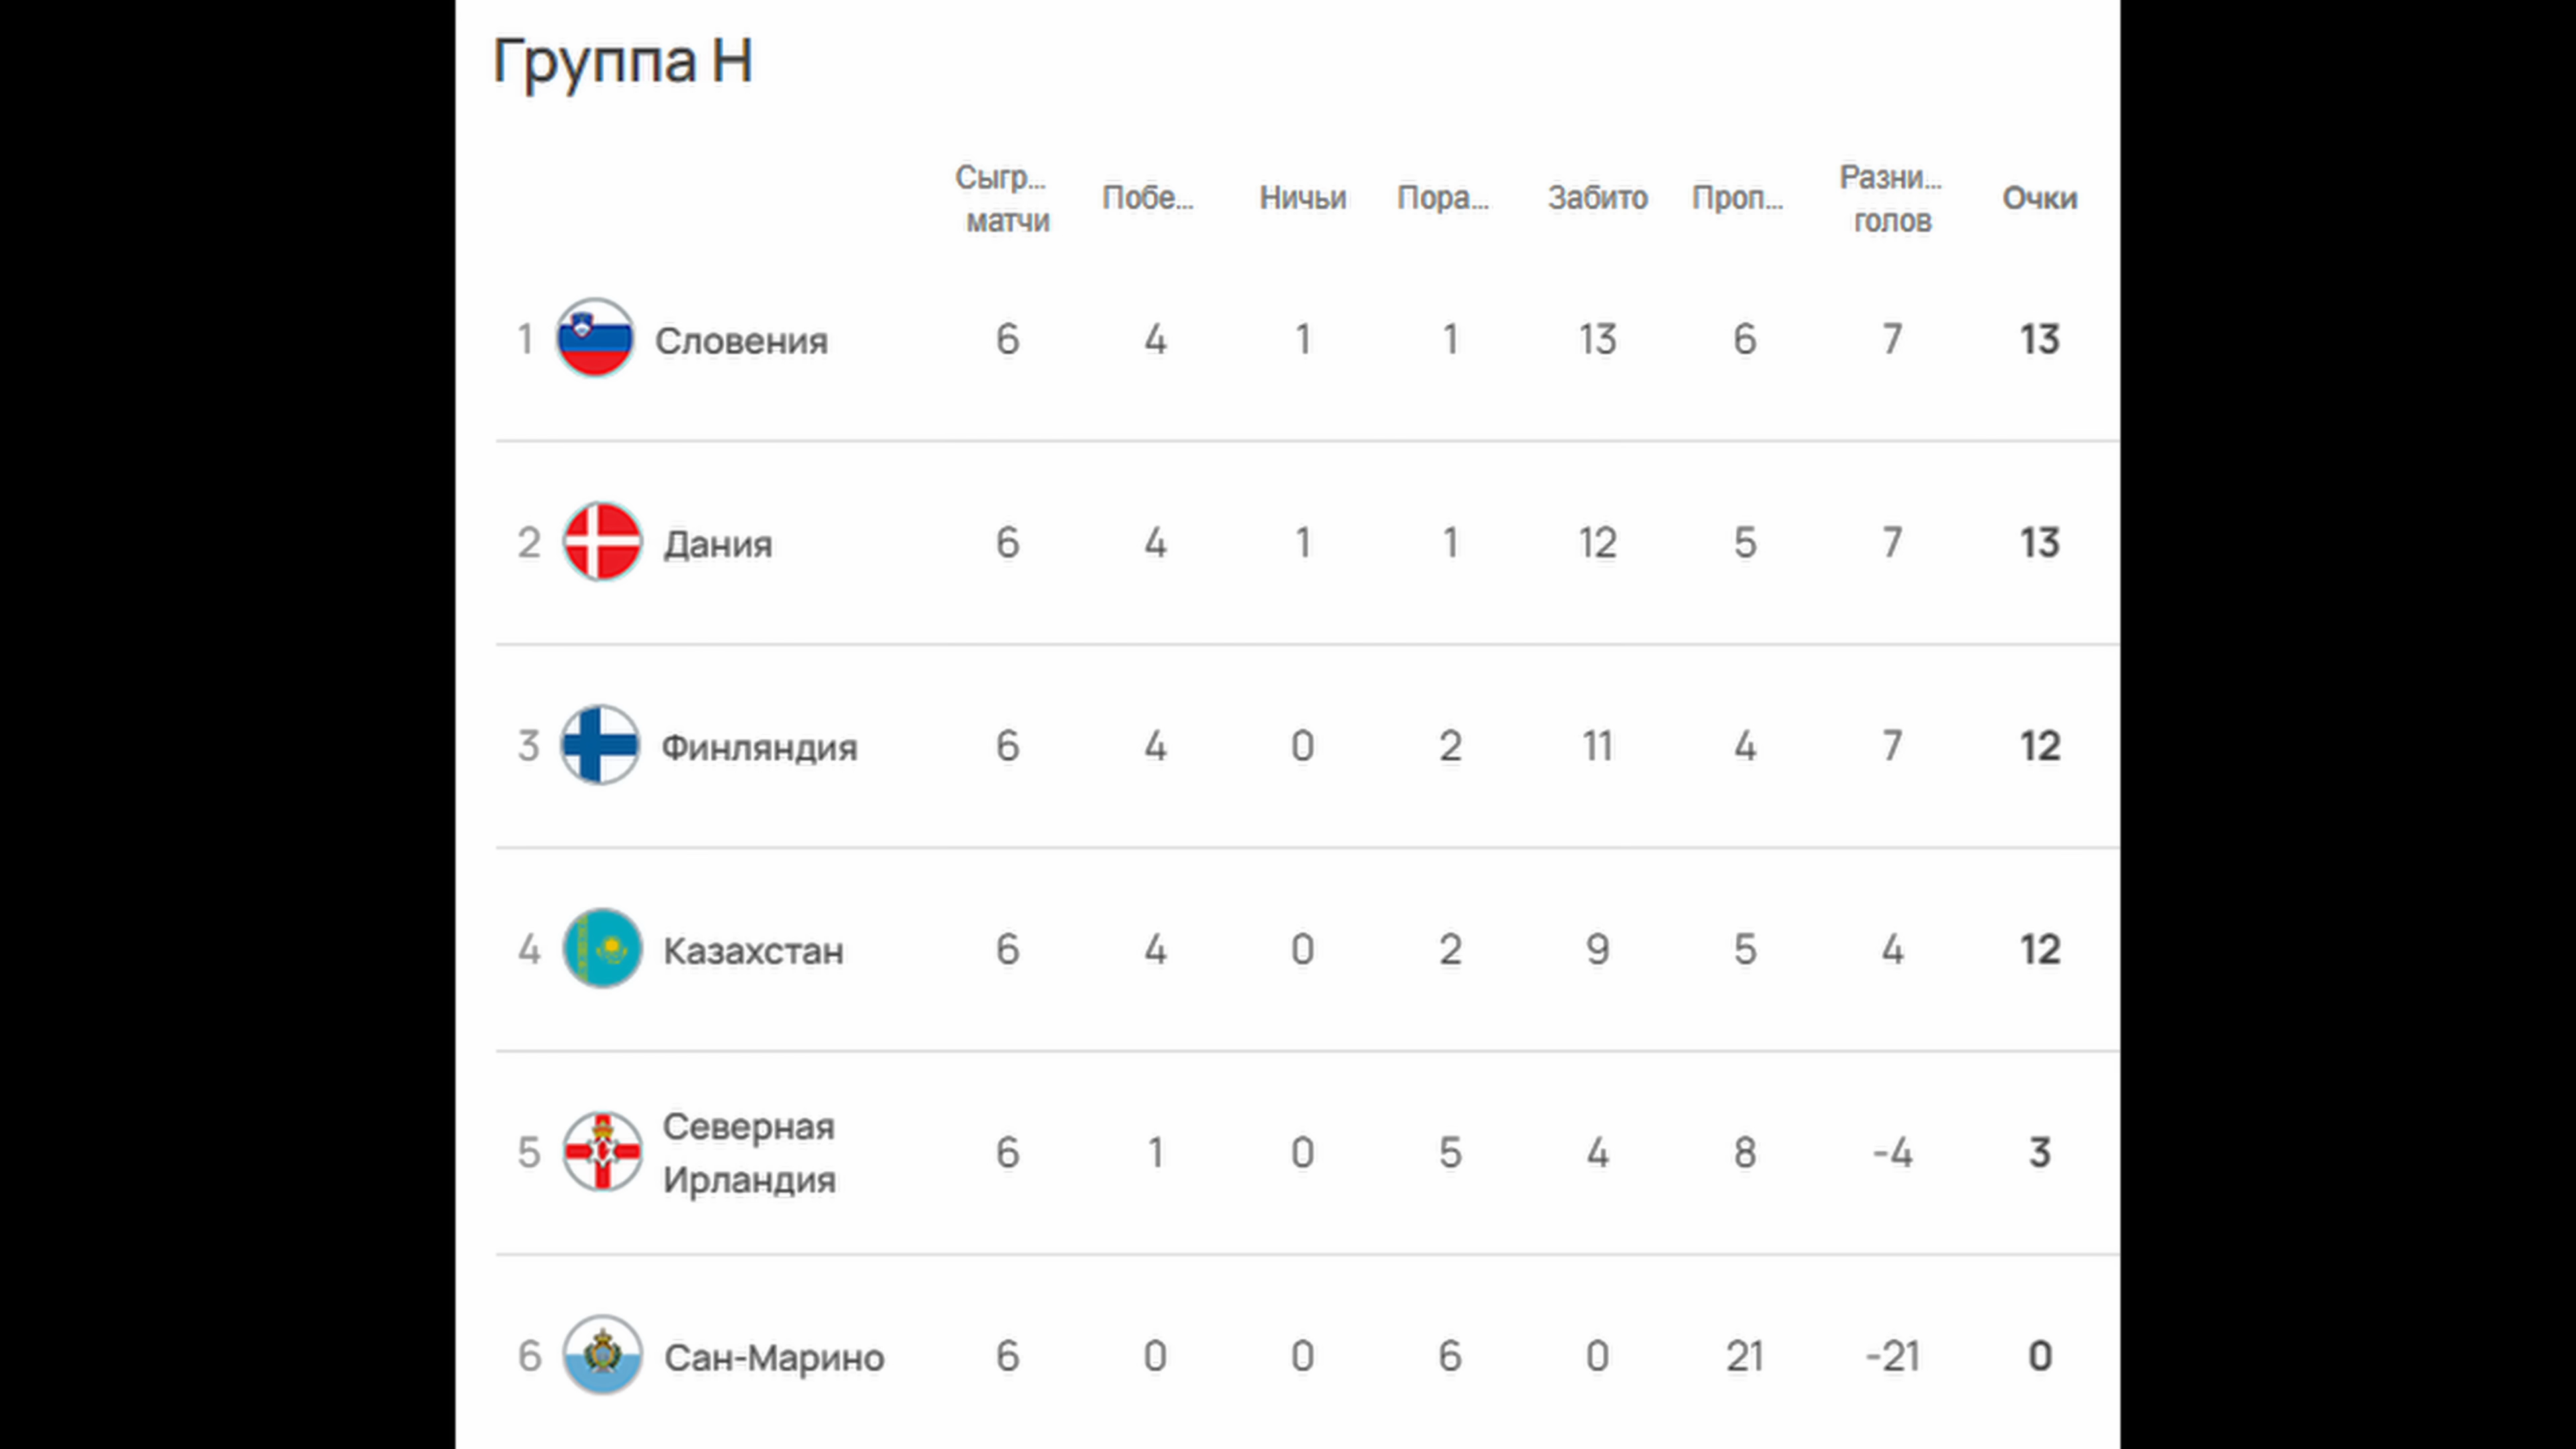 Группа H
Сыгр... матчи Побе... Ничьи Пора... Забито Проп... Разни... голов Очки
1 Словения 6 4 1 1 13 6 7 13
2 Дания 6 4 1 1 12 5 7 13
3 Финляндия 6 4 0 2 11 4 7 12
4 Казахстан 6 4 0 2 9 5 4 12
5 Северная Ирландия 6 1 0 5 4 8 -4 3
6 Сан-Марино 6 0 0 6 0 21 -21 0